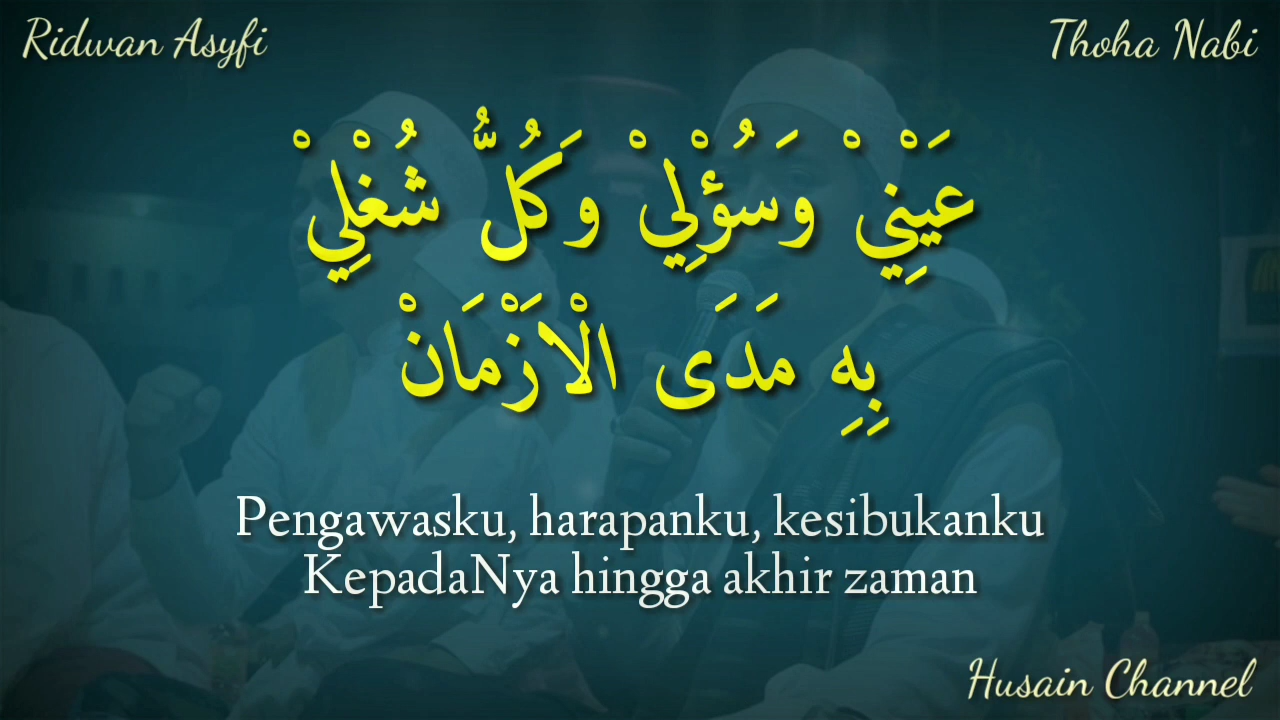 Ridwan Asyfi
Thoha Nabi
عَيْنِيْ وَسُؤْلِيْ وَكُلُّ شُغْلِيْ
بِهِ مَدَى الْاَزْمَانْ
Pengawasku, harapanku, kesibukanku
KepadaNya hingga akhir zaman
Husain Channel